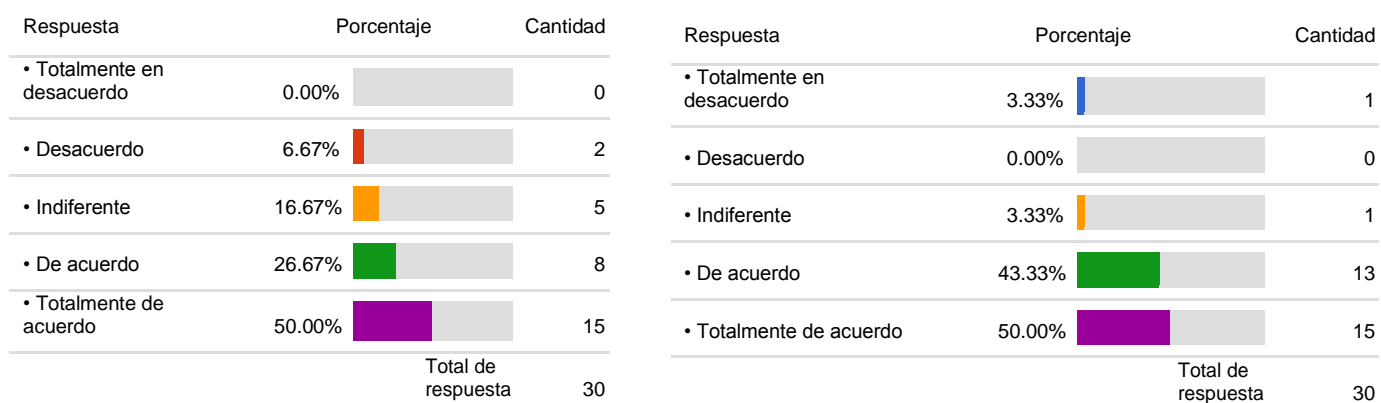 Respuesta Porcentaje Cantidad
• Totalmente en
desacuerdo 0.00% 0
• Desacuerdo 6.67% 2
• Indiferente 16.67% 5
• De acuerdo 26.67% 8
• Totalmente de
acuerdo 50.00% 15
Total de
respuesta 30
Respuesta Porcentaje Cantidad
• Totalmente en
desacuerdo 3.33% 1
• Desacuerdo 0.00% 0
• Indiferente 3.33% 1
• De acuerdo 43.33% 13
• Totalmente de acuerdo 50.00% 15
Total de
respuesta 30